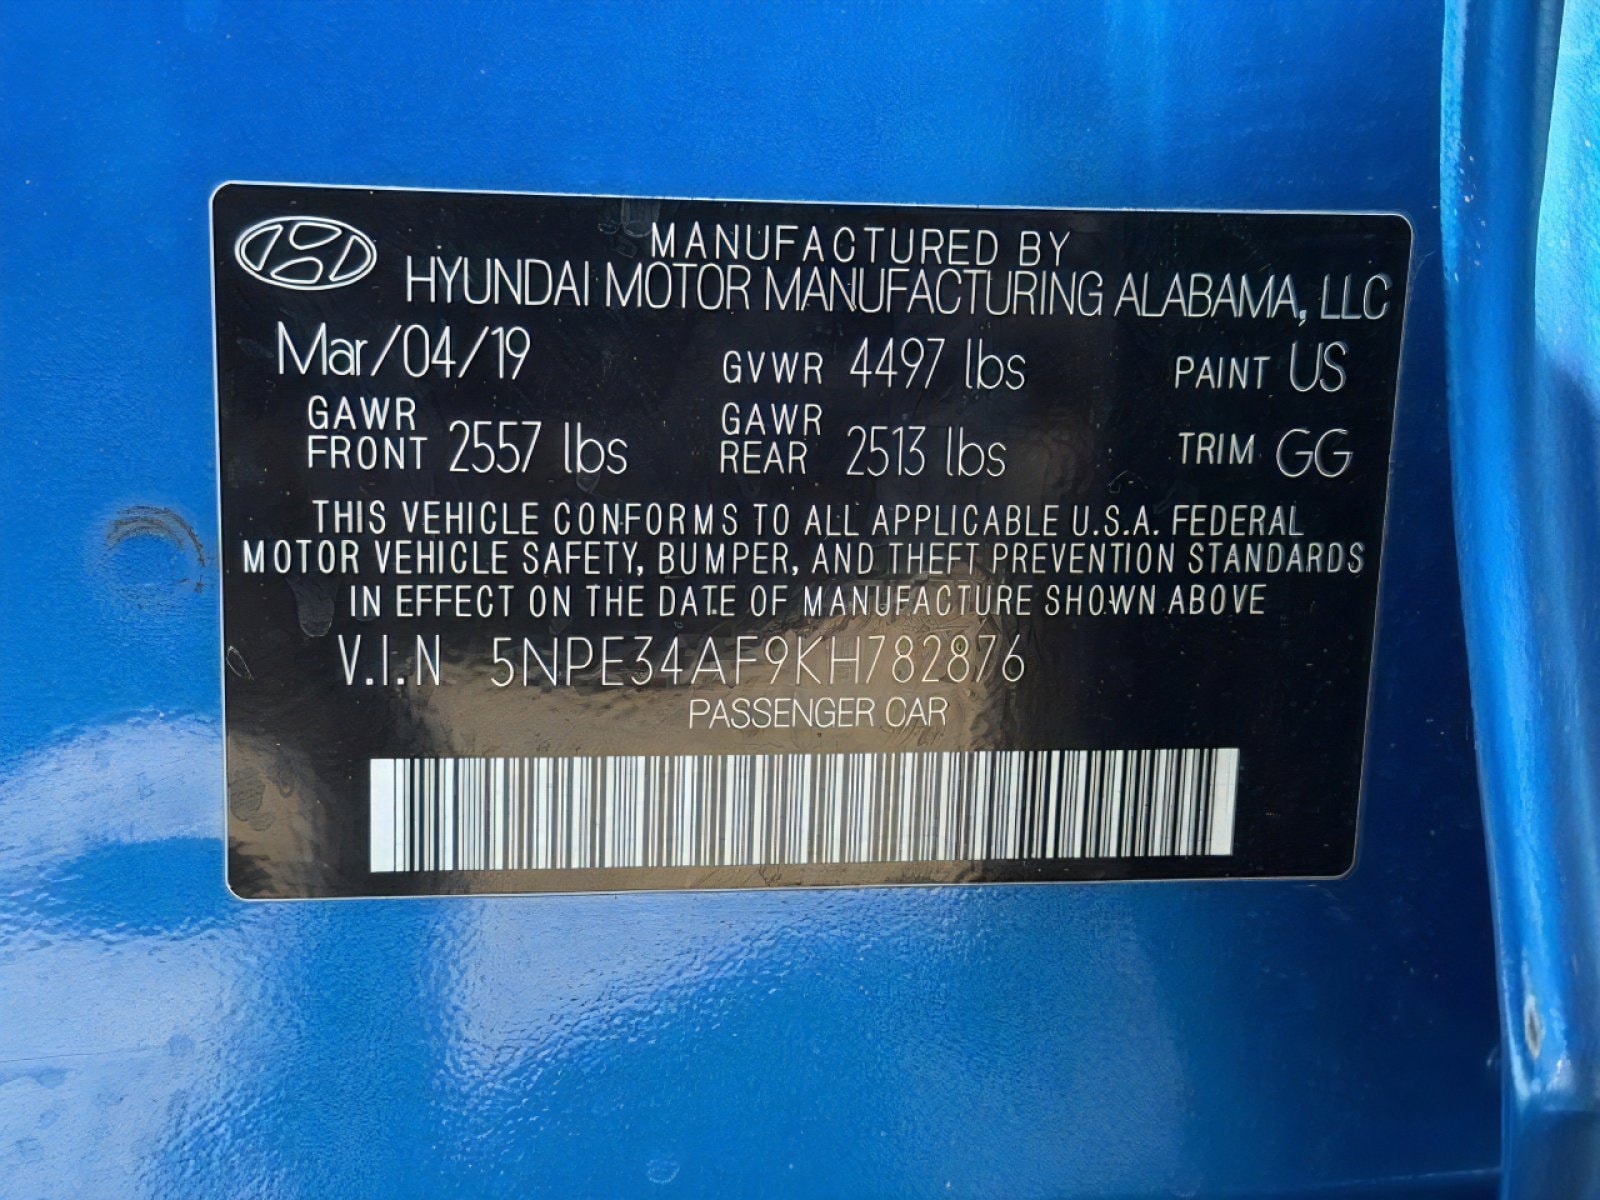 MANUFACTURED BY
HYUNDAI MOTOR MANUFACTURING ALABAMA, LLC
Mar/04/19 GVWR 4497 lbs PAINT US
GAWR FRONT 2557 lbs GAWR REAR 2513 lbs TRIM GG
THIS VEHICLE CONFORMS TO ALL APPLICABLE U.S.A. FEDERAL
MOTOR VEHICLE SAFETY, BUMPER, AND THEFT PREVENTION STANDARDS
IN EFFECT ON THE DATE OF MANUFACTURE SHOWN ABOVE
V.I.N 5NPE34AF9KH782876
PASSENGER CAR